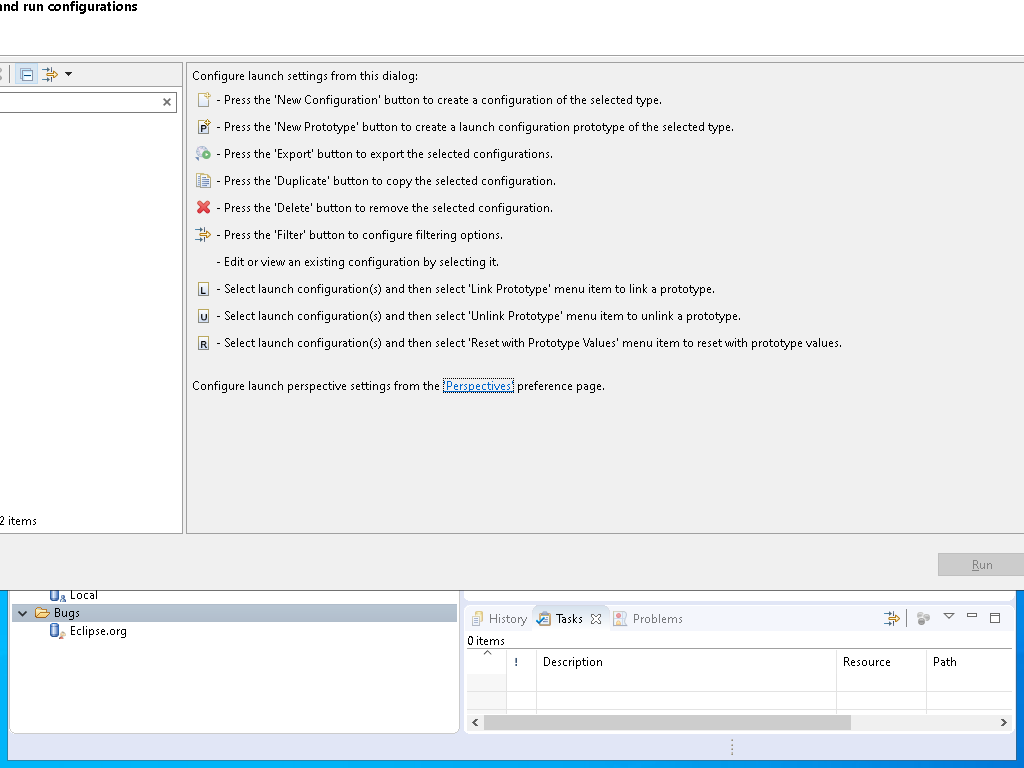 and run configurations
Configure launch settings from this dialog:
- Press the 'New Configuration' button to create a configuration of the selected type.
P - Press the 'New Prototype' button to create a launch configuration prototype of the selected type.
- Press the 'Export' button to export the selected configurations.
- Press the 'Duplicate' button to copy the selected configuration.
- Press the 'Delete' button to remove the selected configuration.
- Press the 'Filter' button to configure filtering options.
- Edit or view an existing configuration by selecting it.
L - Select launch configuration(s) and then select 'Link Prototype' menu item to link a prototype.
U - Select launch configuration(s) and then select 'Unlink Prototype' menu item to unlink a prototype.
R - Select launch configuration(s) and then select 'Reset with Prototype Values' menu item to reset with prototype values.
Configure launch perspective settings from the 'Perspectives' preference page.
2 items
Run
Local
Bugs
Eclipse.org
History Tasks Problems
0 items
! Description Resource Path